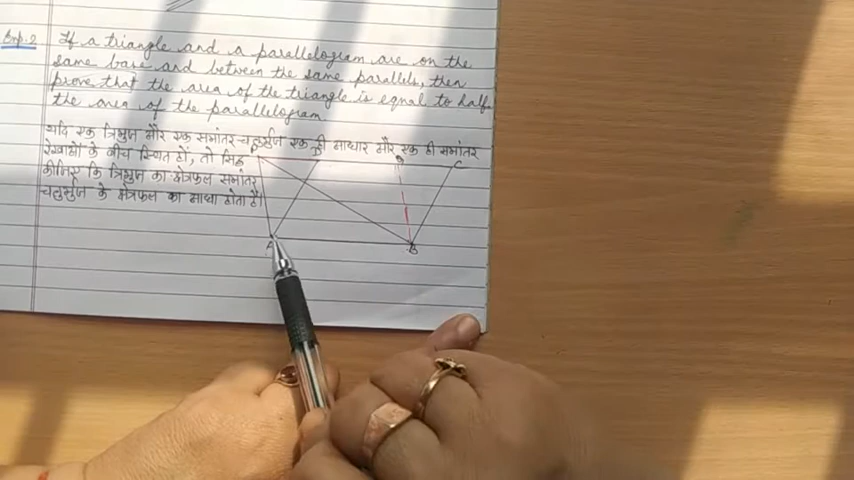 Exp. 2 If a triangle and a parallelogram are on the
same base and between the same parallels, then
prove that the area of the triangle is equal to half
the area of the parallelogram
यदि एक त्रिभुज और एक समांतर चतुर्भुज एक ही आधार और एक ही समांतर
रेखाओं के बीच स्थित हों, तो सिद्ध
कीजिए कि त्रिभुज का क्षेत्रफल समांतर
चतुर्भुज के क्षेत्रफल का आधा होता है।
P D Q C
A B